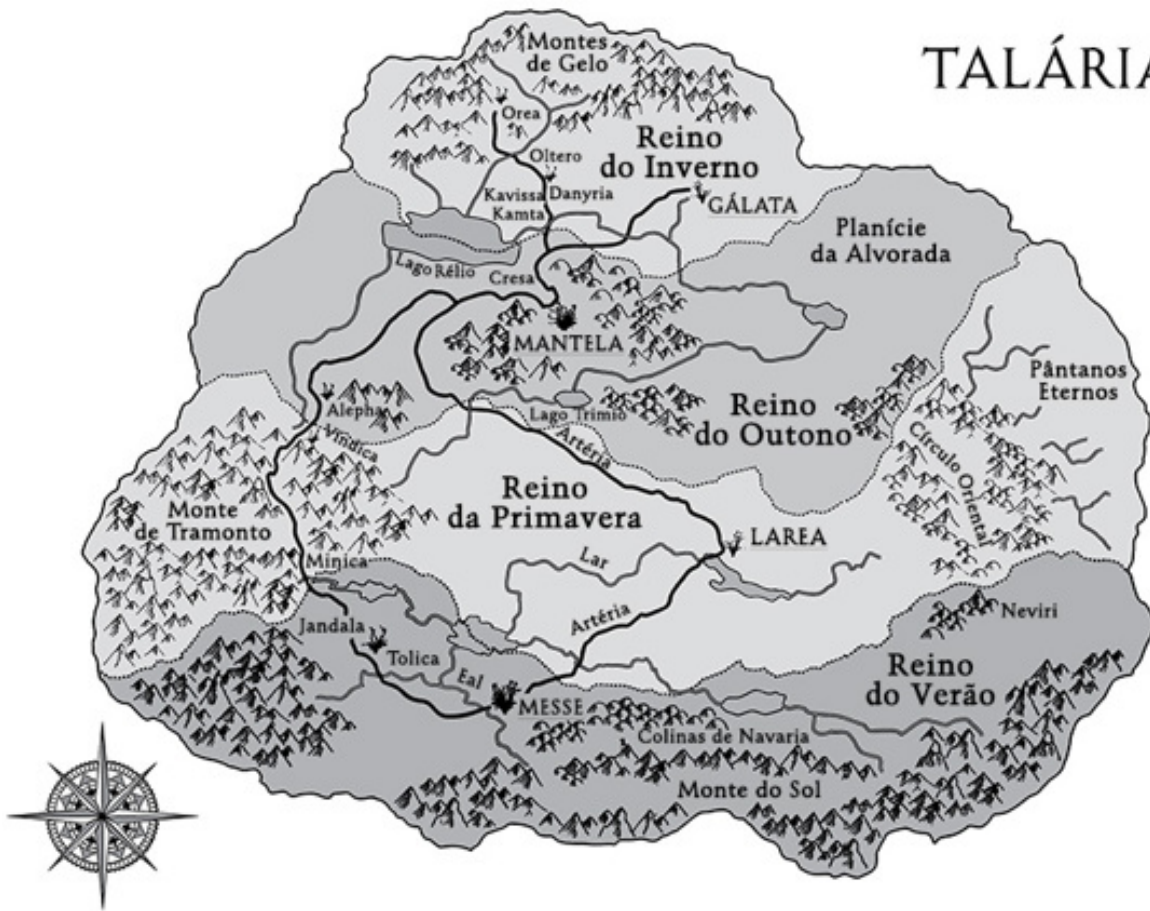 TALÁRIA
Montes
de Gelo
Orea
Reino
do Inverno
Oltero
Kavissa
Danyria
Kamta
GÁLATA
Planície
da Alvorada
Lago Rélio
Cresa
MANTELA
Pântanos
Eternos
Alepha
Lago Trimio
Reino
do Outono
Vindica
Artéria
Círculo Oriental
Reino
da Primavera
Monte
de Tramonto
LAREA
Lar
Minica
Artéria
Neviri
Jandala
Tolica
Eal
Reino
do Verão
MESSE
Colinas de Navaria
Monte do Sol